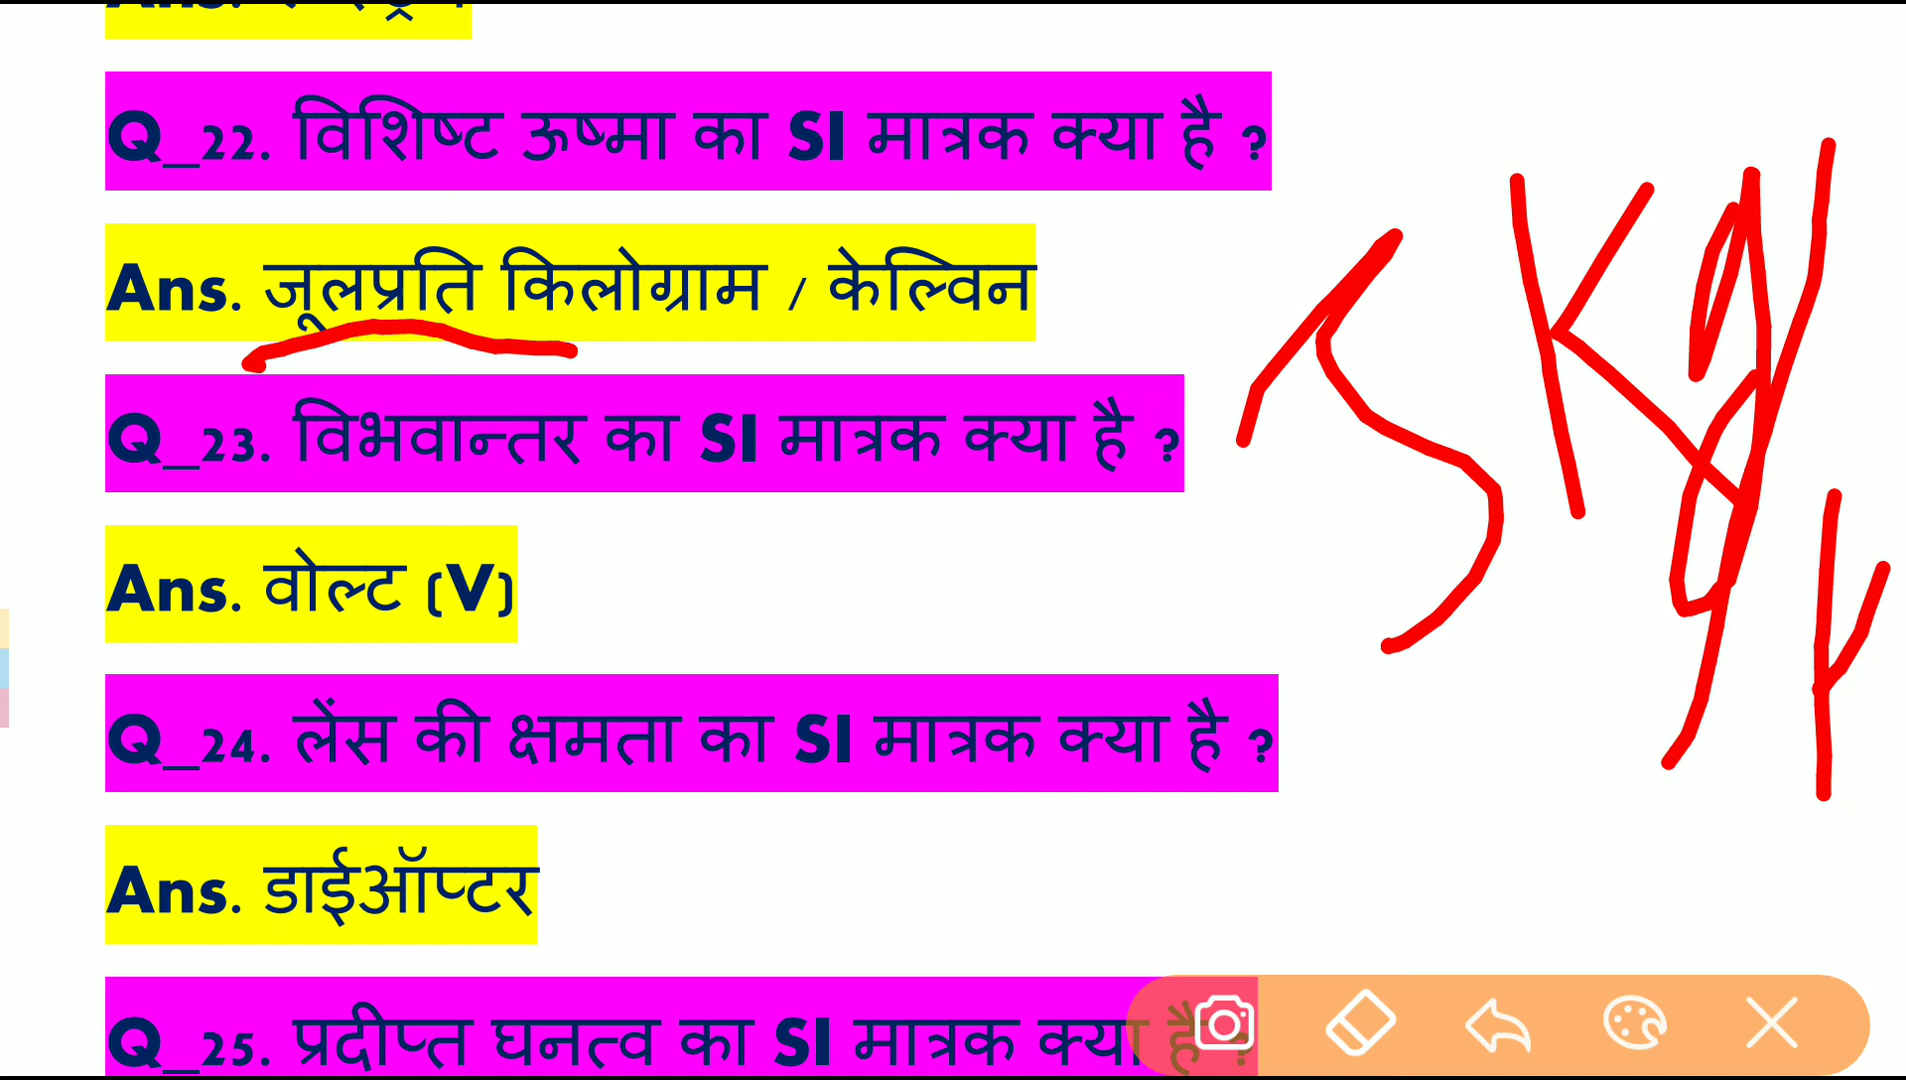 Q_22. विशिष्ट ऊष्मा का SI मात्रक क्या है ?
Ans. जूलप्रति किलोग्राम / केल्विन
J Kg/K
Q_23. विभवान्तर का SI मात्रक क्या है ?
Ans. वोल्ट (V)
Q_24. लेंस की क्षमता का SI मात्रक क्या है ?
Ans. डाईऑप्टर
Q_25. प्रदीप्त घनत्व का SI मात्रक क्या है ?